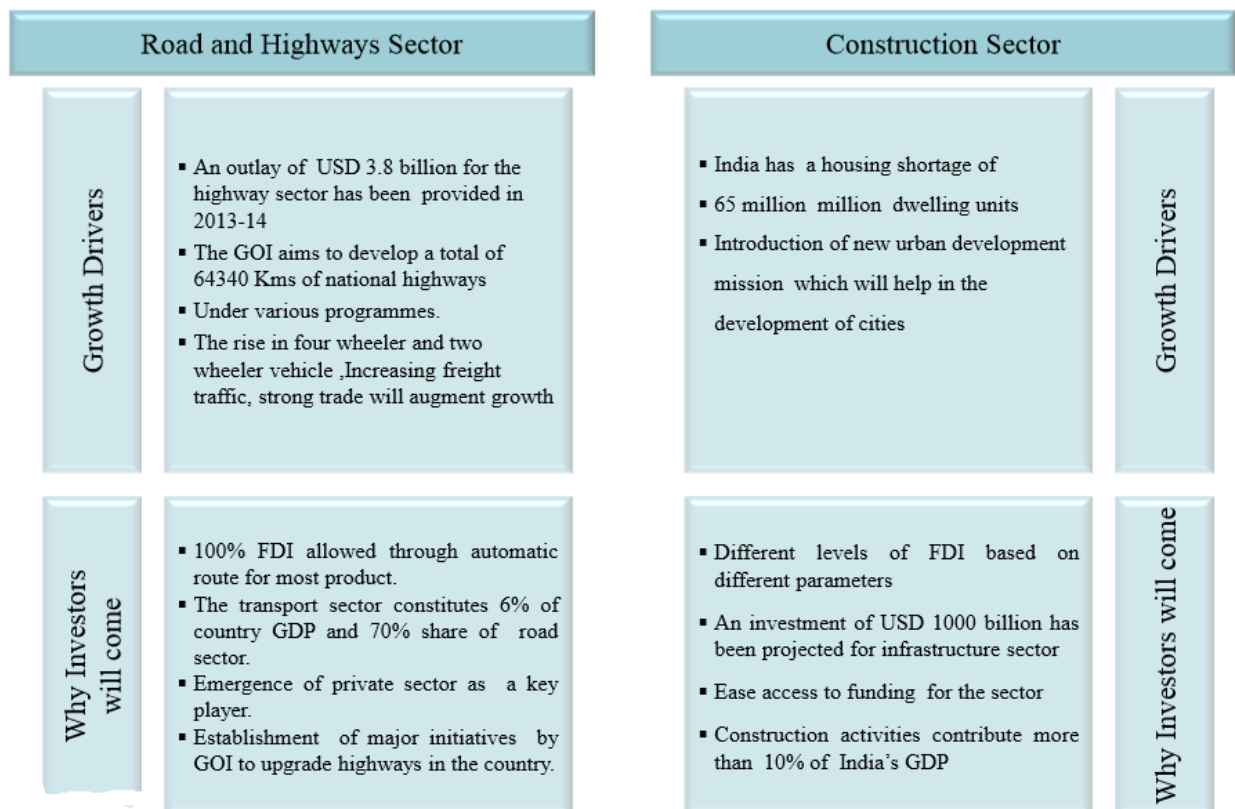 Road and Highways Sector
Growth Drivers
▪ An outlay of USD 3.8 billion for the
highway sector has been provided in
2013-14
▪ The GOI aims to develop a total of
64340 Kms of national highways
▪ Under various programmes.
▪ The rise in four wheeler and two
wheeler vehicle ,Increasing freight
traffic, strong trade will augment growth
Why Investors
will come
▪ 100% FDI allowed through automatic
route for most product.
▪ The transport sector constitutes 6% of
country GDP and 70% share of road
sector.
▪ Emergence of private sector as a key
player.
▪ Establishment of major initiatives by
GOI to upgrade highways in the country.
Construction Sector
▪ India has a housing shortage of
▪ 65 million million dwelling units
▪ Introduction of new urban development
mission which will help in the
development of cities
Growth Drivers
▪ Different levels of FDI based on
different parameters
▪ An investment of USD 1000 billion has
been projected for infrastructure sector
▪ Ease access to funding for the sector
▪ Construction activities contribute more
than 10% of India's GDP
Why Investors will come